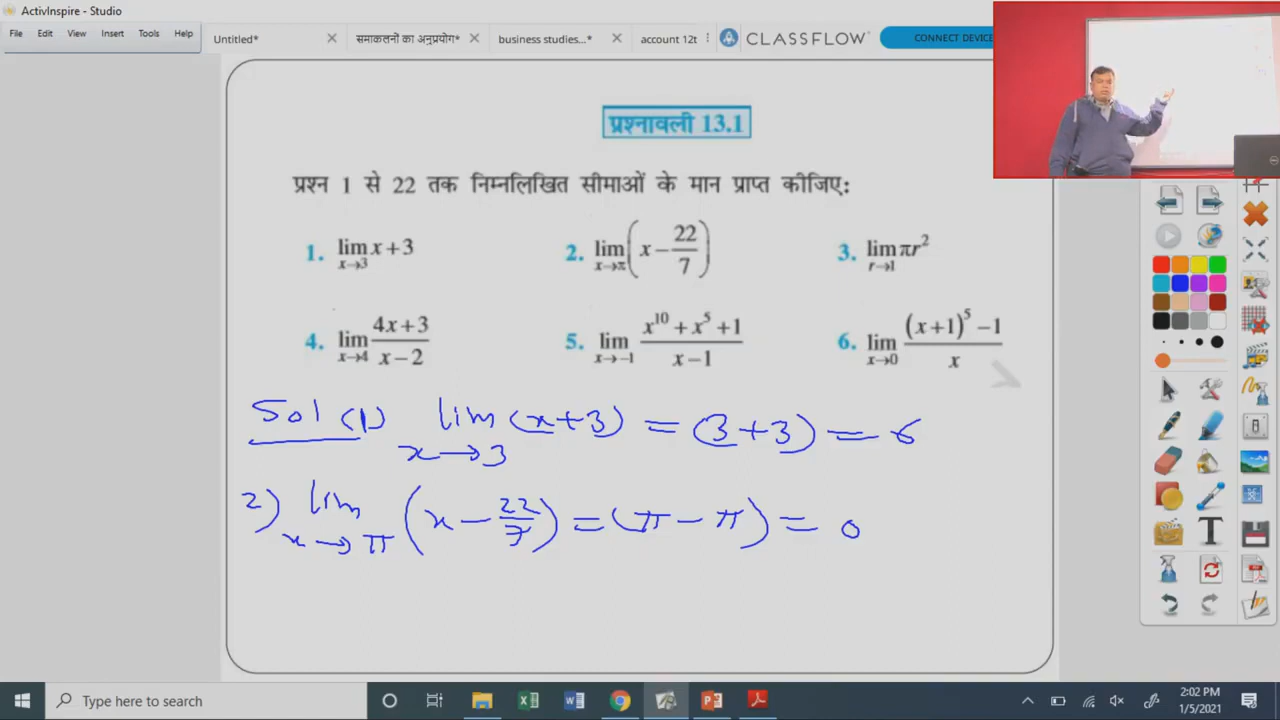 ActivInspire - Studio
File Edit View Insert Tools Help
Untitled* × समाकलनों का अनुप्रयोग* × business studies...* × account 12t CLASSFLOW CONNECT DEVICE
प्रश्नावली 13.1
प्रश्न 1 से 22 तक निम्नलिखित सीमाओं के मान प्राप्त कीजिए:
1. lim x→3 x+3 2. lim x→π (x − 22/7) 3. lim r→1 πr²
4. lim x→4 (4x+3)/(x−2) 5. lim x→−1 (x¹⁰+x⁵+1)/(x−1) 6. lim x→0 ((x+1)⁵−1)/x
Sol (1) lim x→3 (x+3) = (3+3) = 6
2) lim x→π (x − 22/7) = (π − π) = 0
Type here to search
2:02 PM
1/5/2021